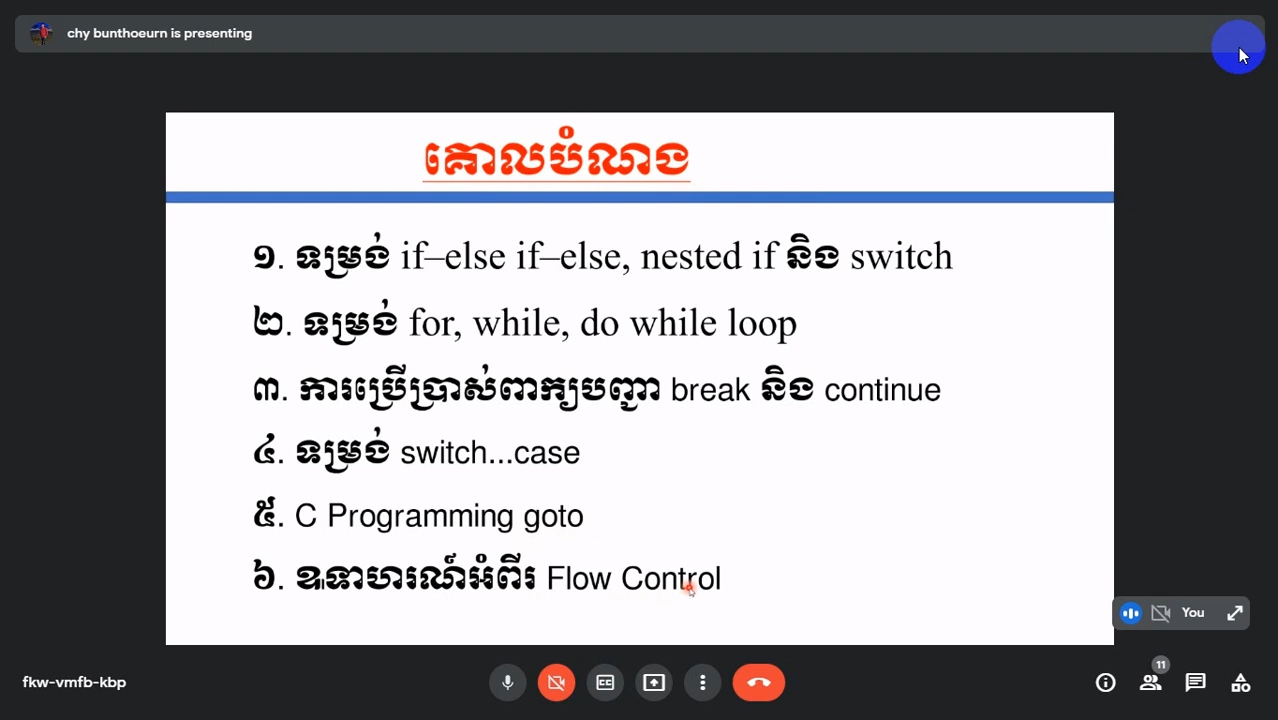 chy bunthoeurn is presenting
គោលបំណង
១. ទម្រង់ if–else if–else, nested if និង switch
២. ទម្រង់ for, while, do while loop
៣. ការប្រើប្រាស់ពាក្យបញ្ជា break និង continue
៤. ទម្រង់ switch...case
៥. C Programming goto
៦. ឧទាហរណ៍អំពីរ Flow Control
You
fkw-vmfb-kbp
CC
11